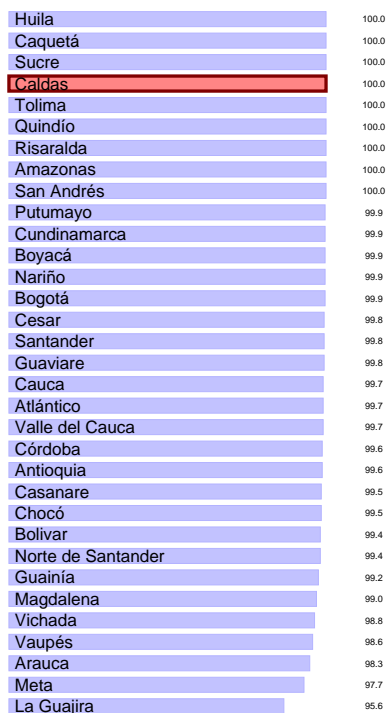 Huila 100.0
Caquetá 100.0
Sucre 100.0
Caldas 100.0
Tolima 100.0
Quindío 100.0
Risaralda 100.0
Amazonas 100.0
San Andrés 100.0
Putumayo 99.9
Cundinamarca 99.9
Boyacá 99.9
Nariño 99.9
Bogotá 99.9
Cesar 99.8
Santander 99.8
Guaviare 99.8
Cauca 99.7
Atlántico 99.7
Valle del Cauca 99.7
Córdoba 99.6
Antioquia 99.6
Casanare 99.5
Chocó 99.5
Bolivar 99.4
Norte de Santander 99.4
Guainía 99.2
Magdalena 99.0
Vichada 98.8
Vaupés 98.6
Arauca 98.3
Meta 97.7
La Guajira 95.6